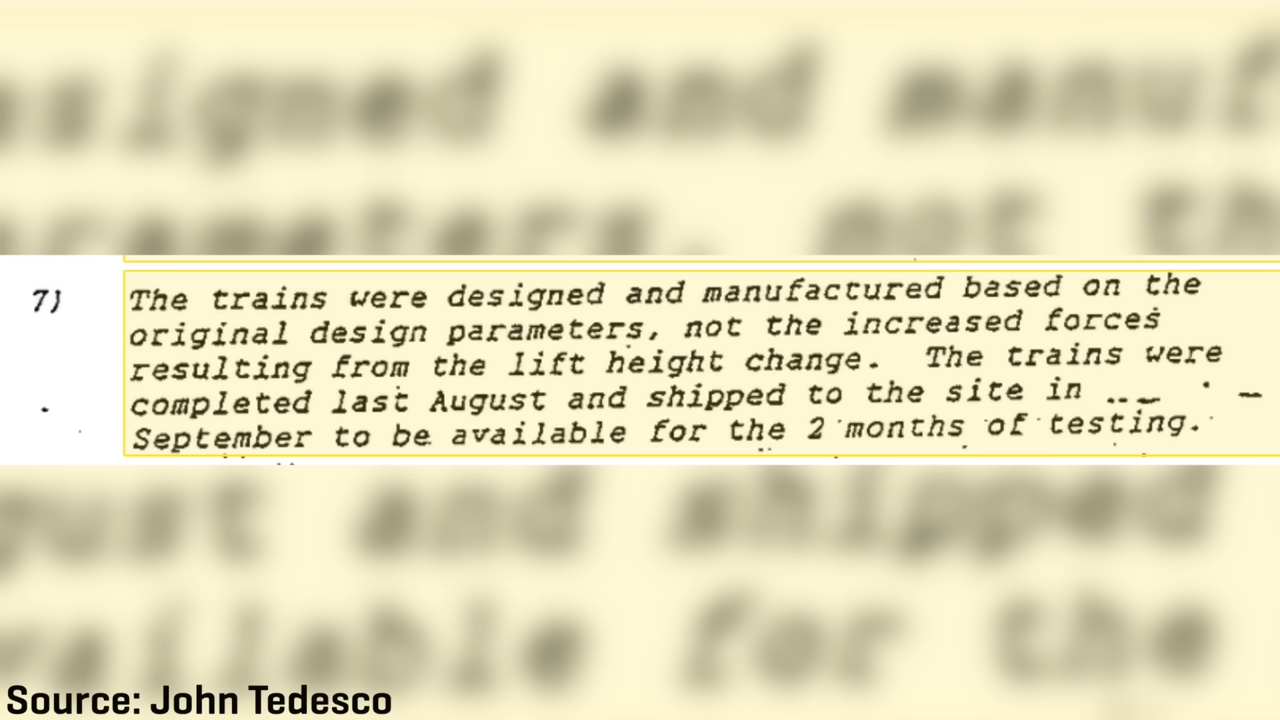 7) The trains were designed and manufactured based on the
original design parameters, not the increased forces
resulting from the lift height change. The trains were
completed last August and shipped to the site in
September to be available for the 2 months of testing.
Source: John Tedesco